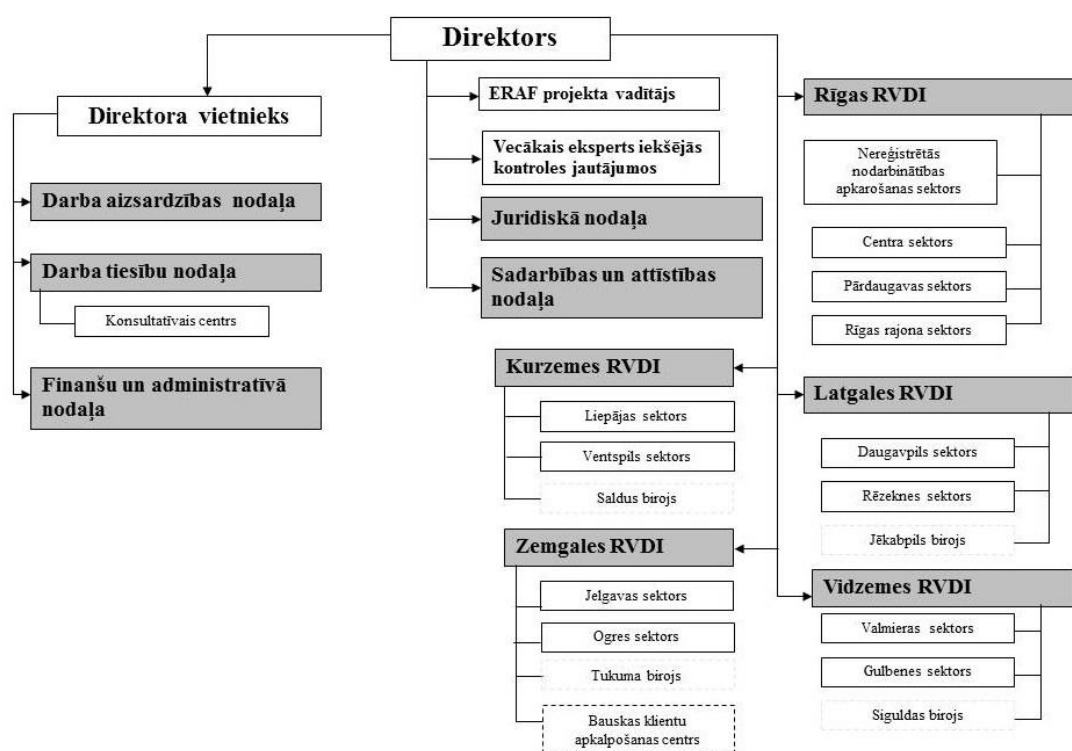 Direktors
Direktora vietnieks
Darba aizsardzības nodaļa
Darba tiesību nodaļa
Konsultatīvais centrs
Finanšu un administratīvā
nodaļa
ERAF projekta vadītājs
Vecākais eksperts iekšējās
kontroles jautājumos
Juridiskā nodaļa
Sadarbības un attīstības
nodaļa
Kurzemes RVDI
Liepājas sektors
Ventspils sektors
Saldus birojs
Zemgales RVDI
Jelgavas sektors
Ogres sektors
Tukuma birojs
Bauskas klientu
apkalpošanas centrs
Rīgas RVDI
Nereģistrētās
nodarbinātības
apkarošanas sektors
Centra sektors
Pārdaugavas sektors
Rīgas rajona sektors
Latgales RVDI
Daugavpils sektors
Rēzeknes sektors
Jēkabpils birojs
Vidzemes RVDI
Valmieras sektors
Gulbenes sektors
Siguldas birojs